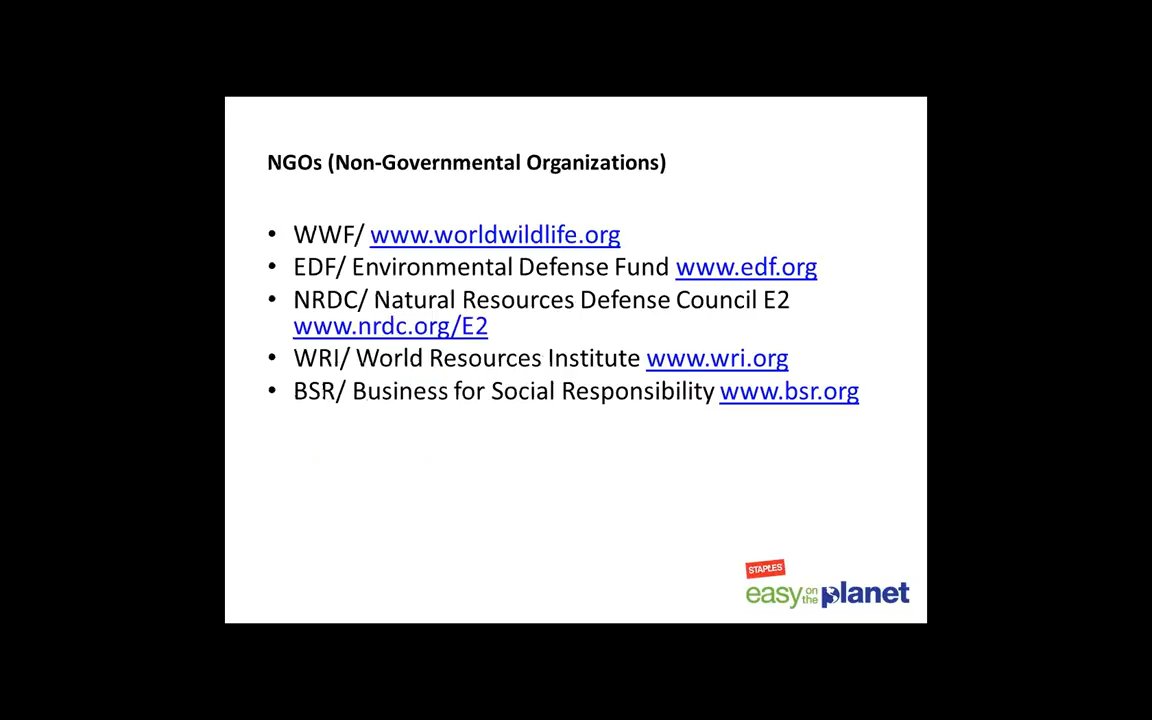 NGOs (Non-Governmental Organizations)
• WWF/ www.worldwildlife.org
• EDF/ Environmental Defense Fund www.edf.org
• NRDC/ Natural Resources Defense Council E2
www.nrdc.org/E2
• WRI/ World Resources Institute www.wri.org
• BSR/ Business for Social Responsibility www.bsr.org
STAPLES
easy on the planet